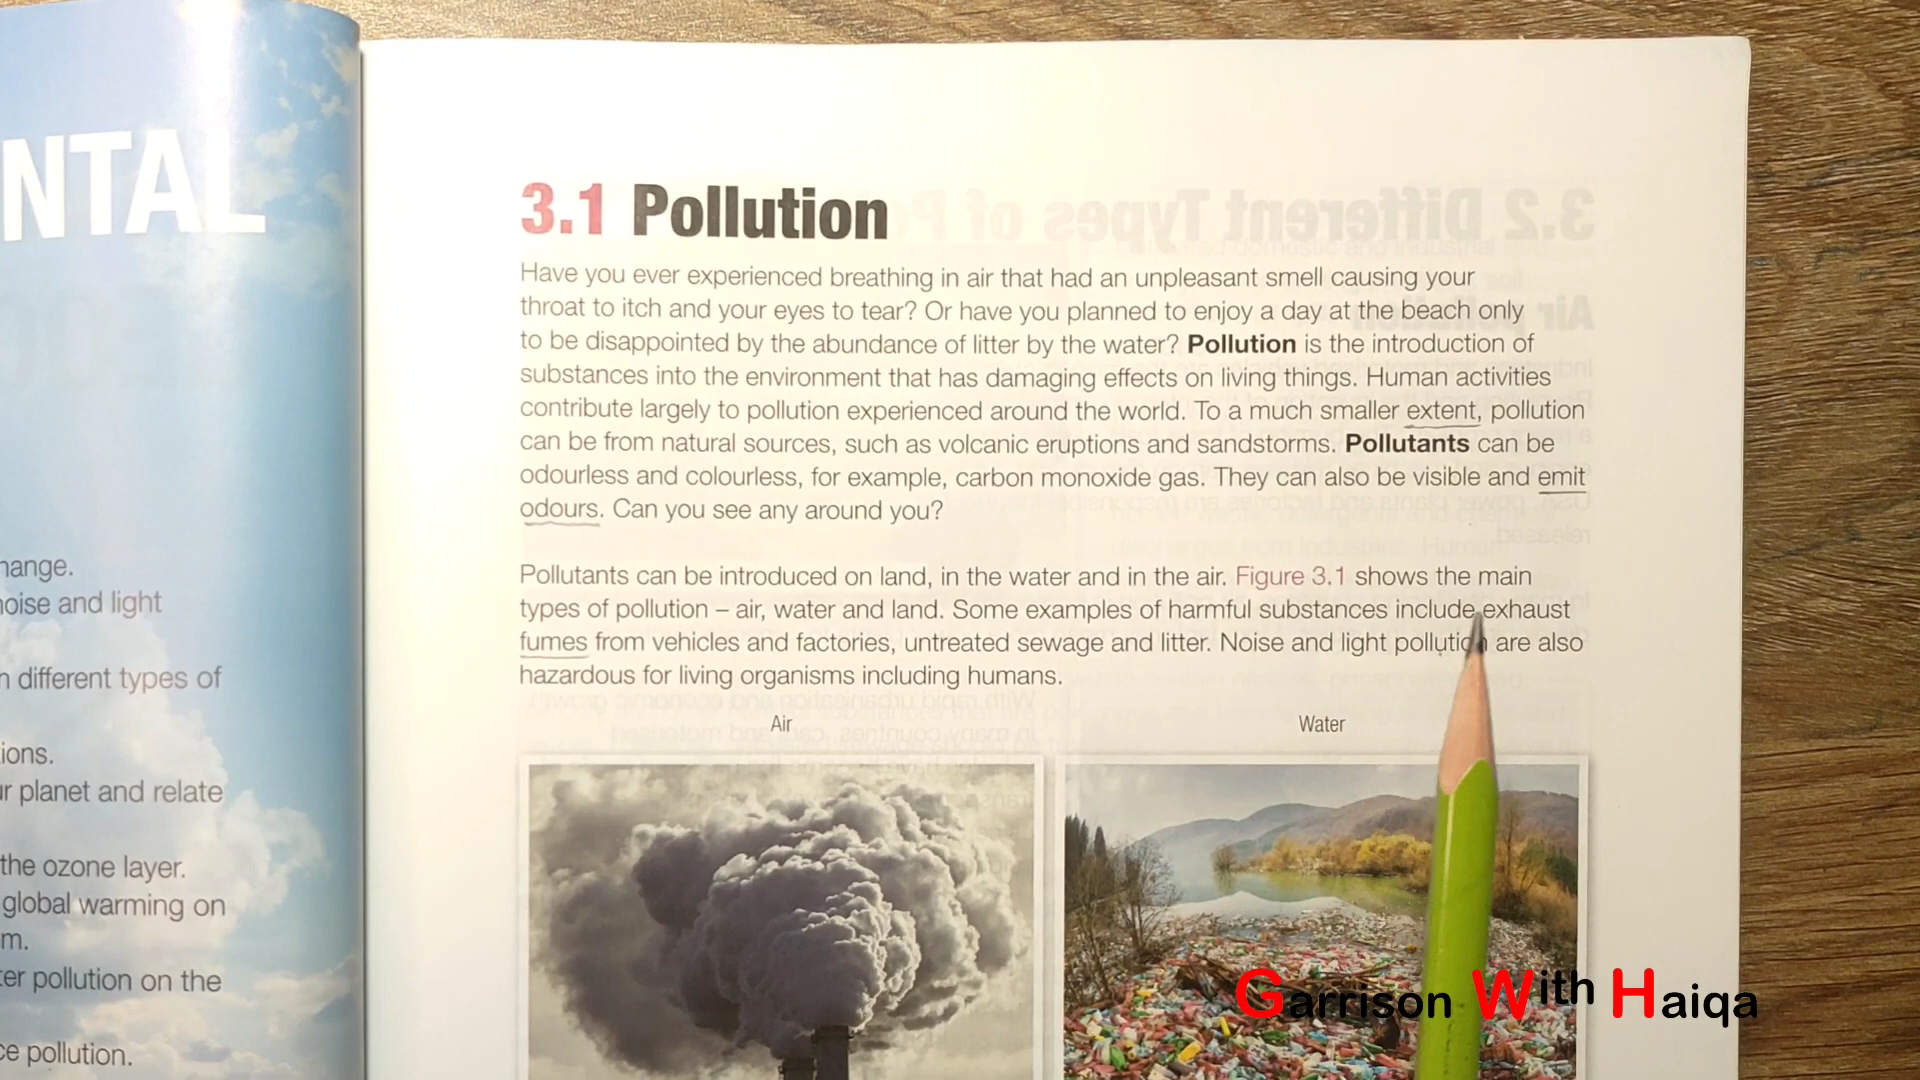 NTAL
hange.
noise and light
n different types of
ions.
ur planet and relate
the ozone layer.
global warming on
m.
ter pollution on the
ce pollution.
3.1 Pollution
Have you ever experienced breathing in air that had an unpleasant smell causing your
throat to itch and your eyes to tear? Or have you planned to enjoy a day at the beach only
to be disappointed by the abundance of litter by the water? Pollution is the introduction of
substances into the environment that has damaging effects on living things. Human activities
contribute largely to pollution experienced around the world. To a much smaller extent, pollution
can be from natural sources, such as volcanic eruptions and sandstorms. Pollutants can be
odourless and colourless, for example, carbon monoxide gas. They can also be visible and emit
odours. Can you see any around you?
Pollutants can be introduced on land, in the water and in the air. Figure 3.1 shows the main
types of pollution – air, water and land. Some examples of harmful substances include exhaust
fumes from vehicles and factories, untreated sewage and litter. Noise and light pollution are also
hazardous for living organisms including humans.
Air
Water
Garrison With Haiqa